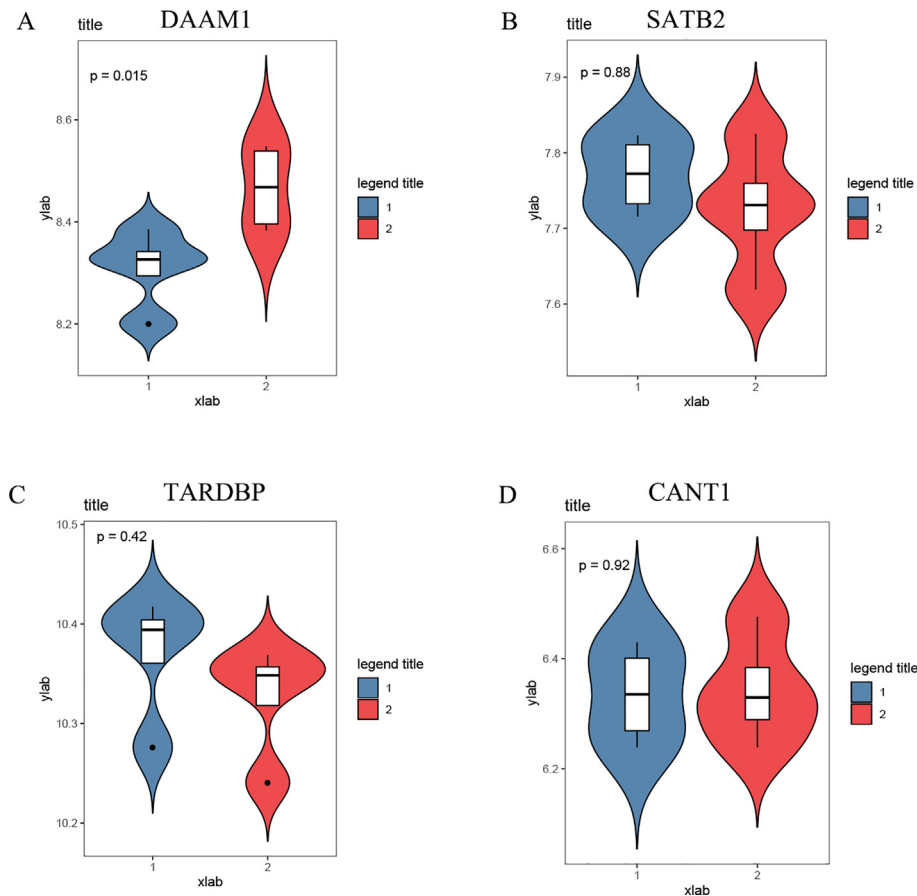 A
DAAM1
title
p = 0.015
8.6
8.4
8.2
ylab
1
2
xlab
legend title
1
2
B
SATB2
title
p = 0.88
7.9
7.8
7.7
7.6
ylab
1
2
xlab
legend title
1
2
C
TARDBP
title
p = 0.42
10.5
10.4
10.3
10.2
ylab
1
2
xlab
legend title
1
2
D
CANT1
title
p = 0.92
6.6
6.4
6.2
ylab
1
2
xlab
legend title
1
2